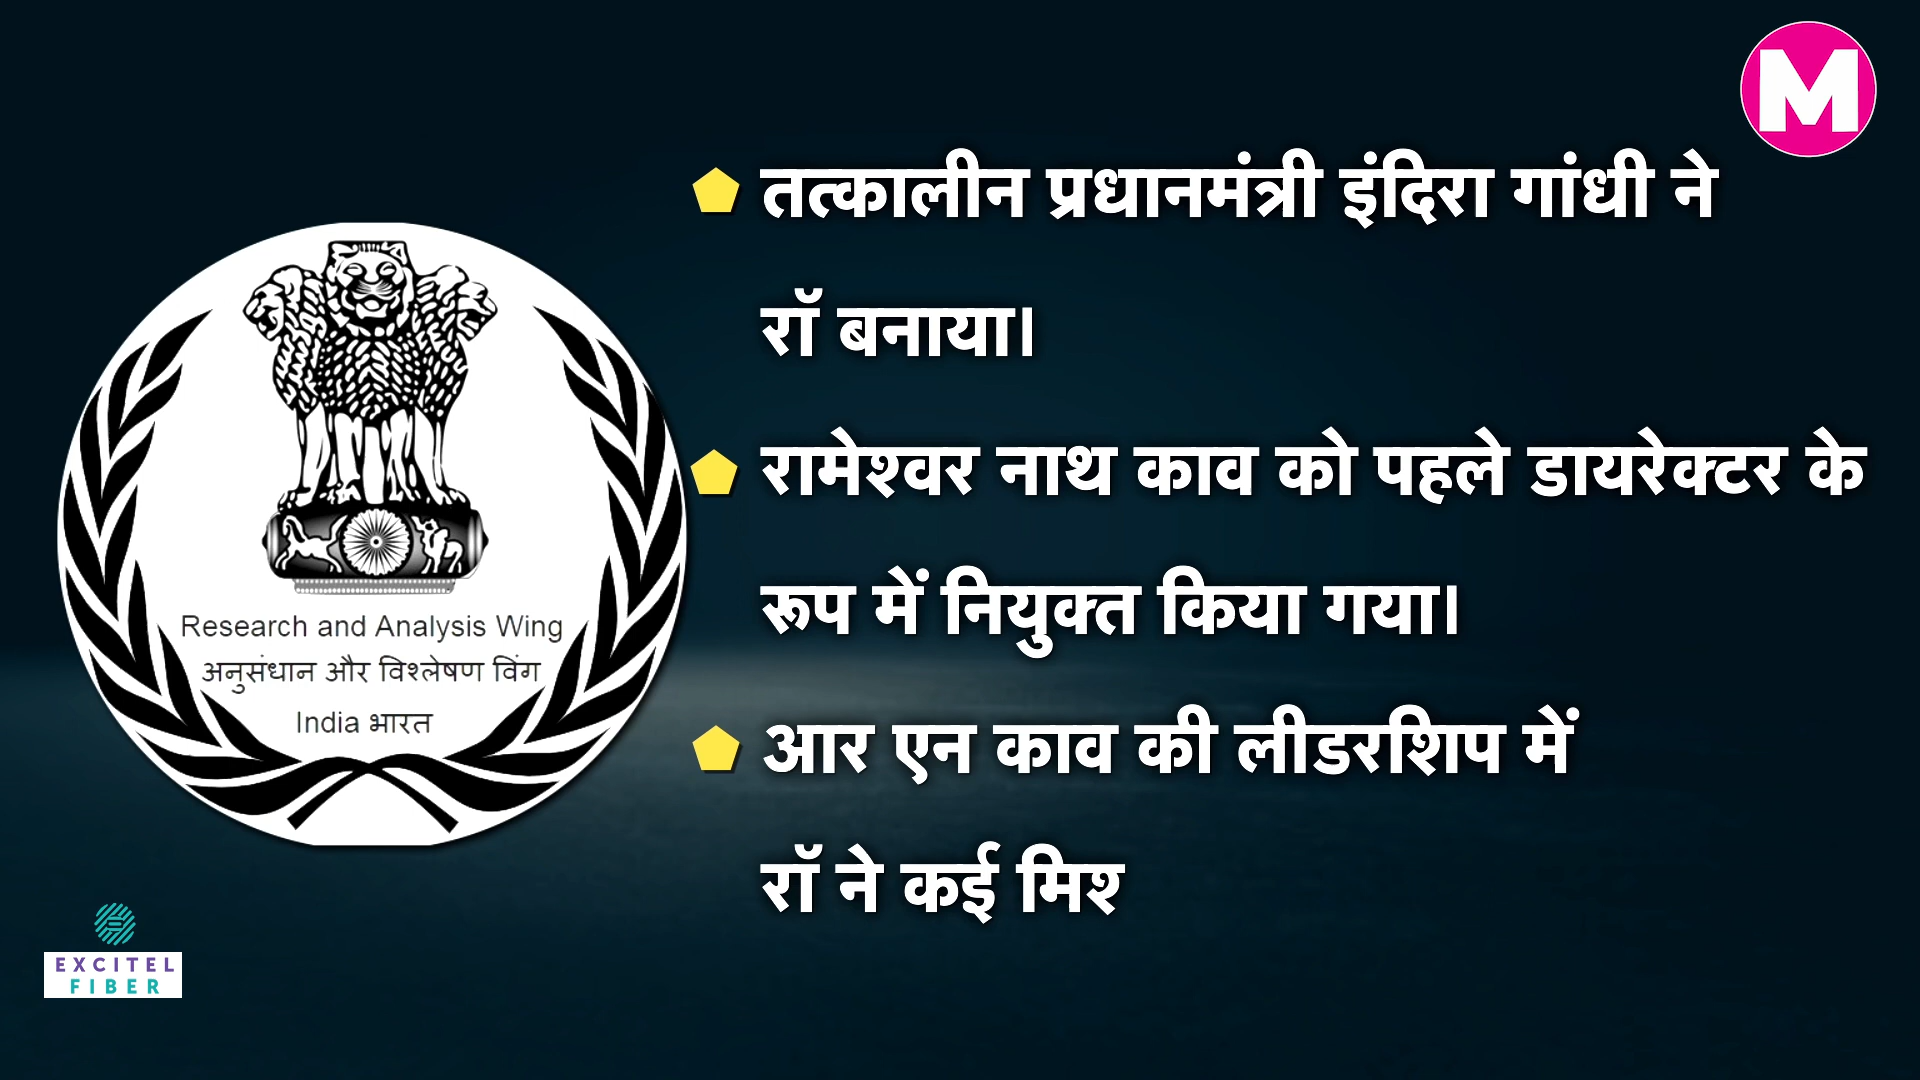 M
तत्कालीन प्रधानमंत्री इंदिरा गांधी ने
रॉ बनाया।
रामेश्वर नाथ काव को पहले डायरेक्टर के
रूप में नियुक्त किया गया।
आर एन काव की लीडरशिप में
रॉ ने कई मिश
Research and Analysis Wing
अनुसंधान और विश्लेषण विंग
India भारत
EXCITEL
FIBER